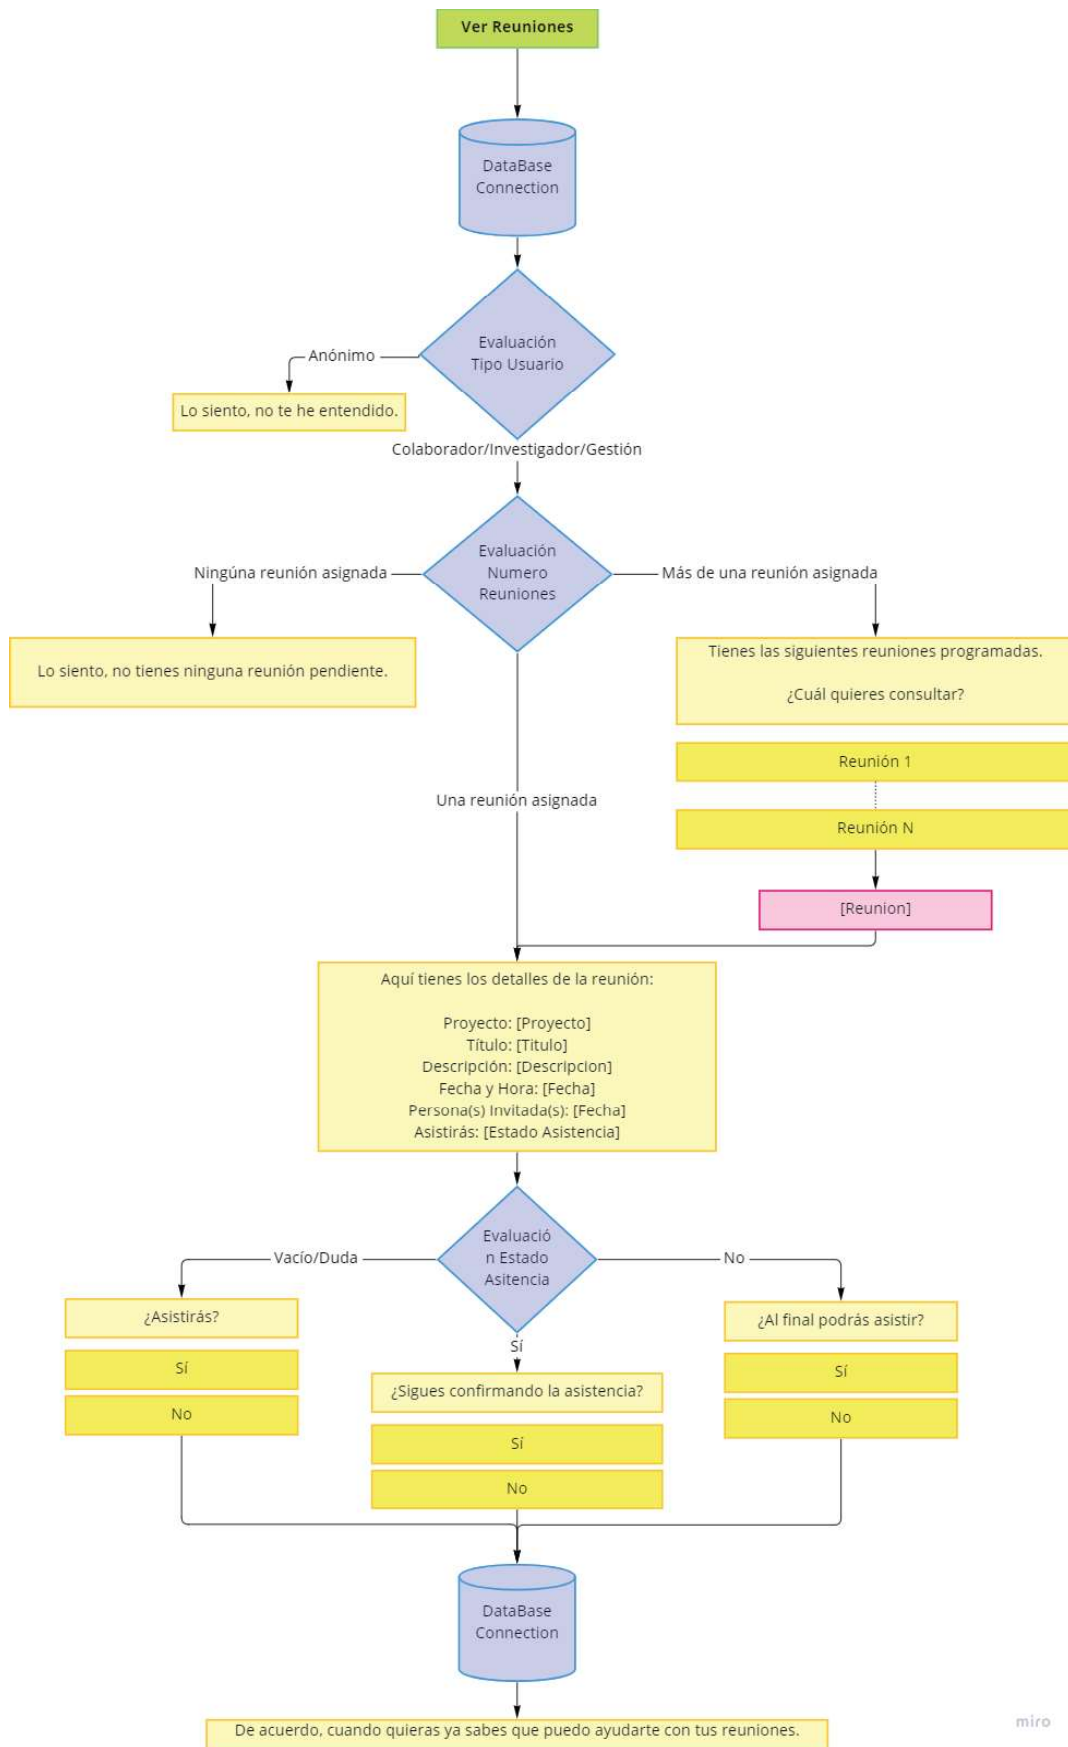 Ver Reuniones
DataBase
Connection
Evaluación
Tipo Usuario
Anónimo
Lo siento, no te he entendido.
Colaborador/Investigador/Gestión
Evaluación
Numero
Reuniones
Ningúna reunión asignada
Más de una reunión asignada
Lo siento, no tienes ninguna reunión pendiente.
Tienes las siguientes reuniones programadas.
¿Cuál quieres consultar?
Reunión 1
Reunión N
Una reunión asignada
[Reunion]
Aquí tienes los detalles de la reunión:
Proyecto: [Proyecto]
Título: [Titulo]
Descripción: [Descripcion]
Fecha y Hora: [Fecha]
Persona(s) Invitada(s): [Fecha]
Asistirás: [Estado Asistencia]
Evaluació
n Estado
Asitencia
Vacío/Duda
No
Sí
¿Asistirás?
Sí
No
¿Sigues confirmando la asistencia?
Sí
No
¿Al final podrás asistir?
Sí
No
DataBase
Connection
De acuerdo, cuando quieras ya sabes que puedo ayudarte con tus reuniones.
miro